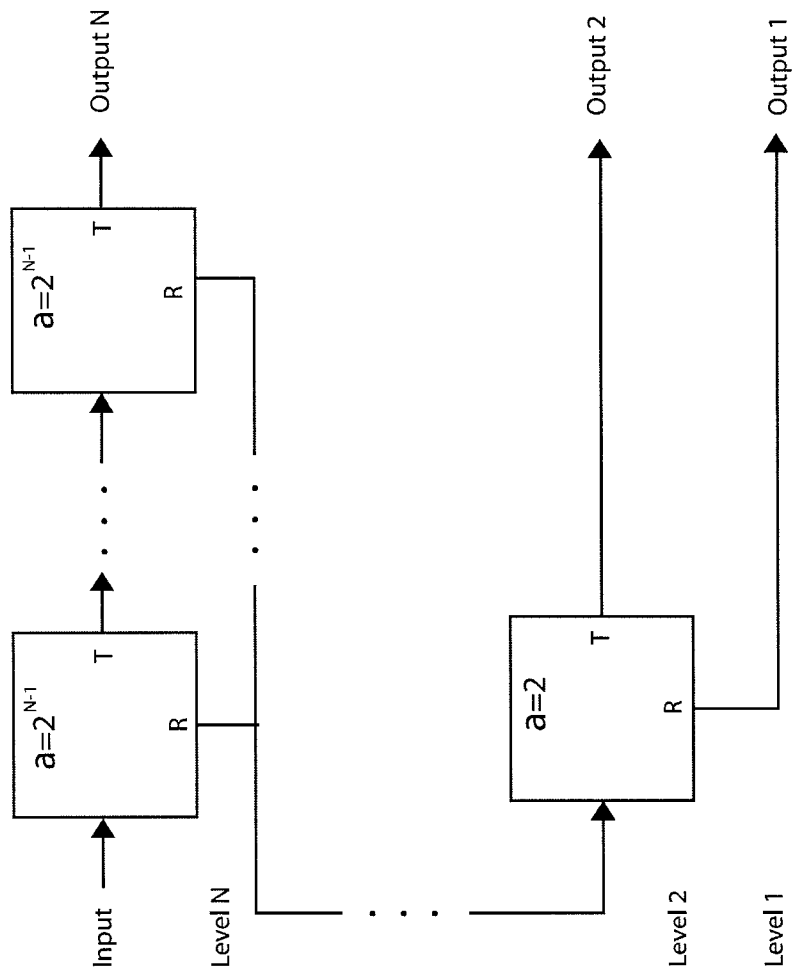 Input
a=2^N-1
T
R
a=2^N-1
T
R
Output N
Level N
a=2
T
R
Output 2
Level 2
Output 1
Level 1